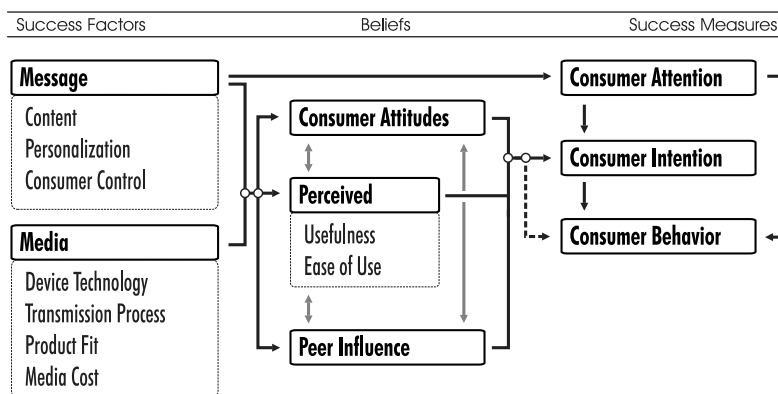 Success Factors
Beliefs
Success Measures
Message
Content
Personalization
Consumer Control
Media
Device Technology
Transmission Process
Product Fit
Media Cost
Consumer Attitudes
Perceived
Usefulness
Ease of Use
Peer Influence
Consumer Attention
Consumer Intention
Consumer Behavior